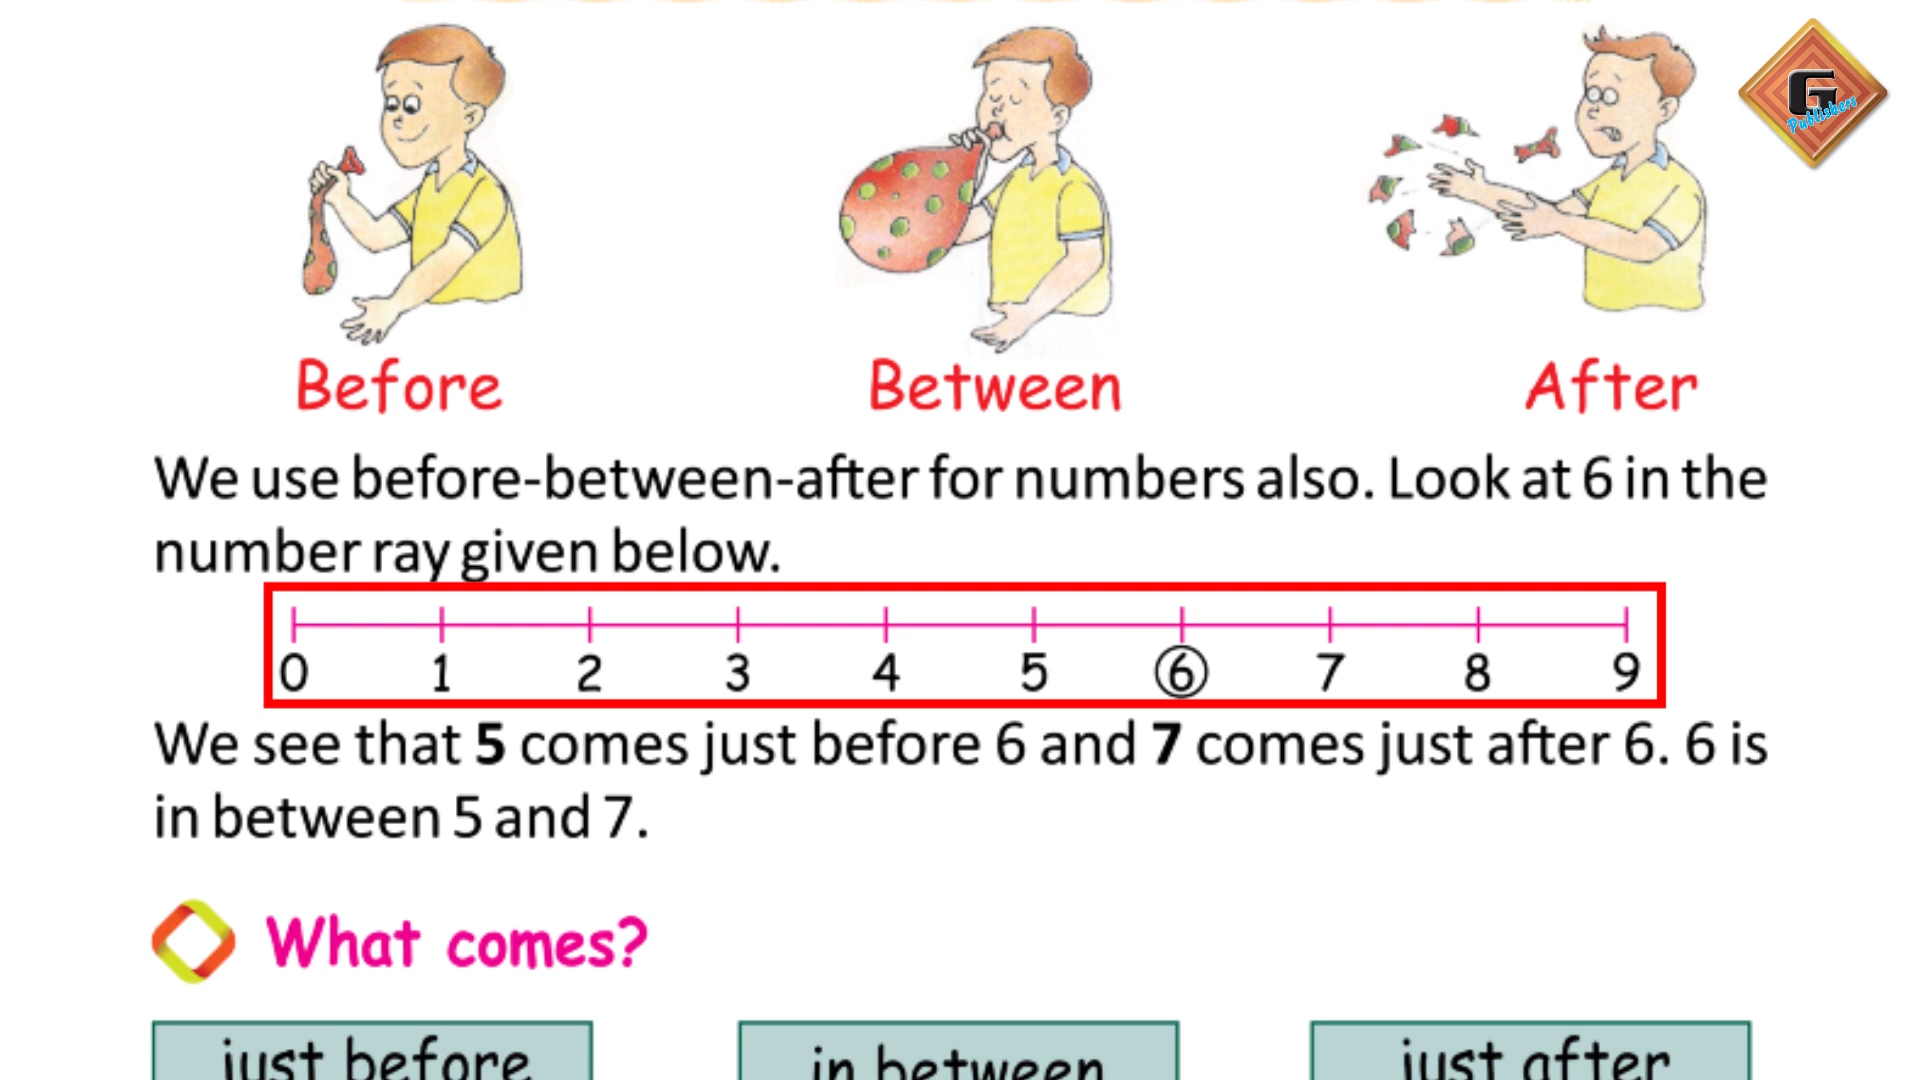 G
Publishers
Before
Between
After
We use before-between-after for numbers also. Look at 6 in the
number ray given below.
0 1 2 3 4 5 6 7 8 9
We see that 5 comes just before 6 and 7 comes just after 6. 6 is
in between 5 and 7.
What comes?
just before
in between
just after